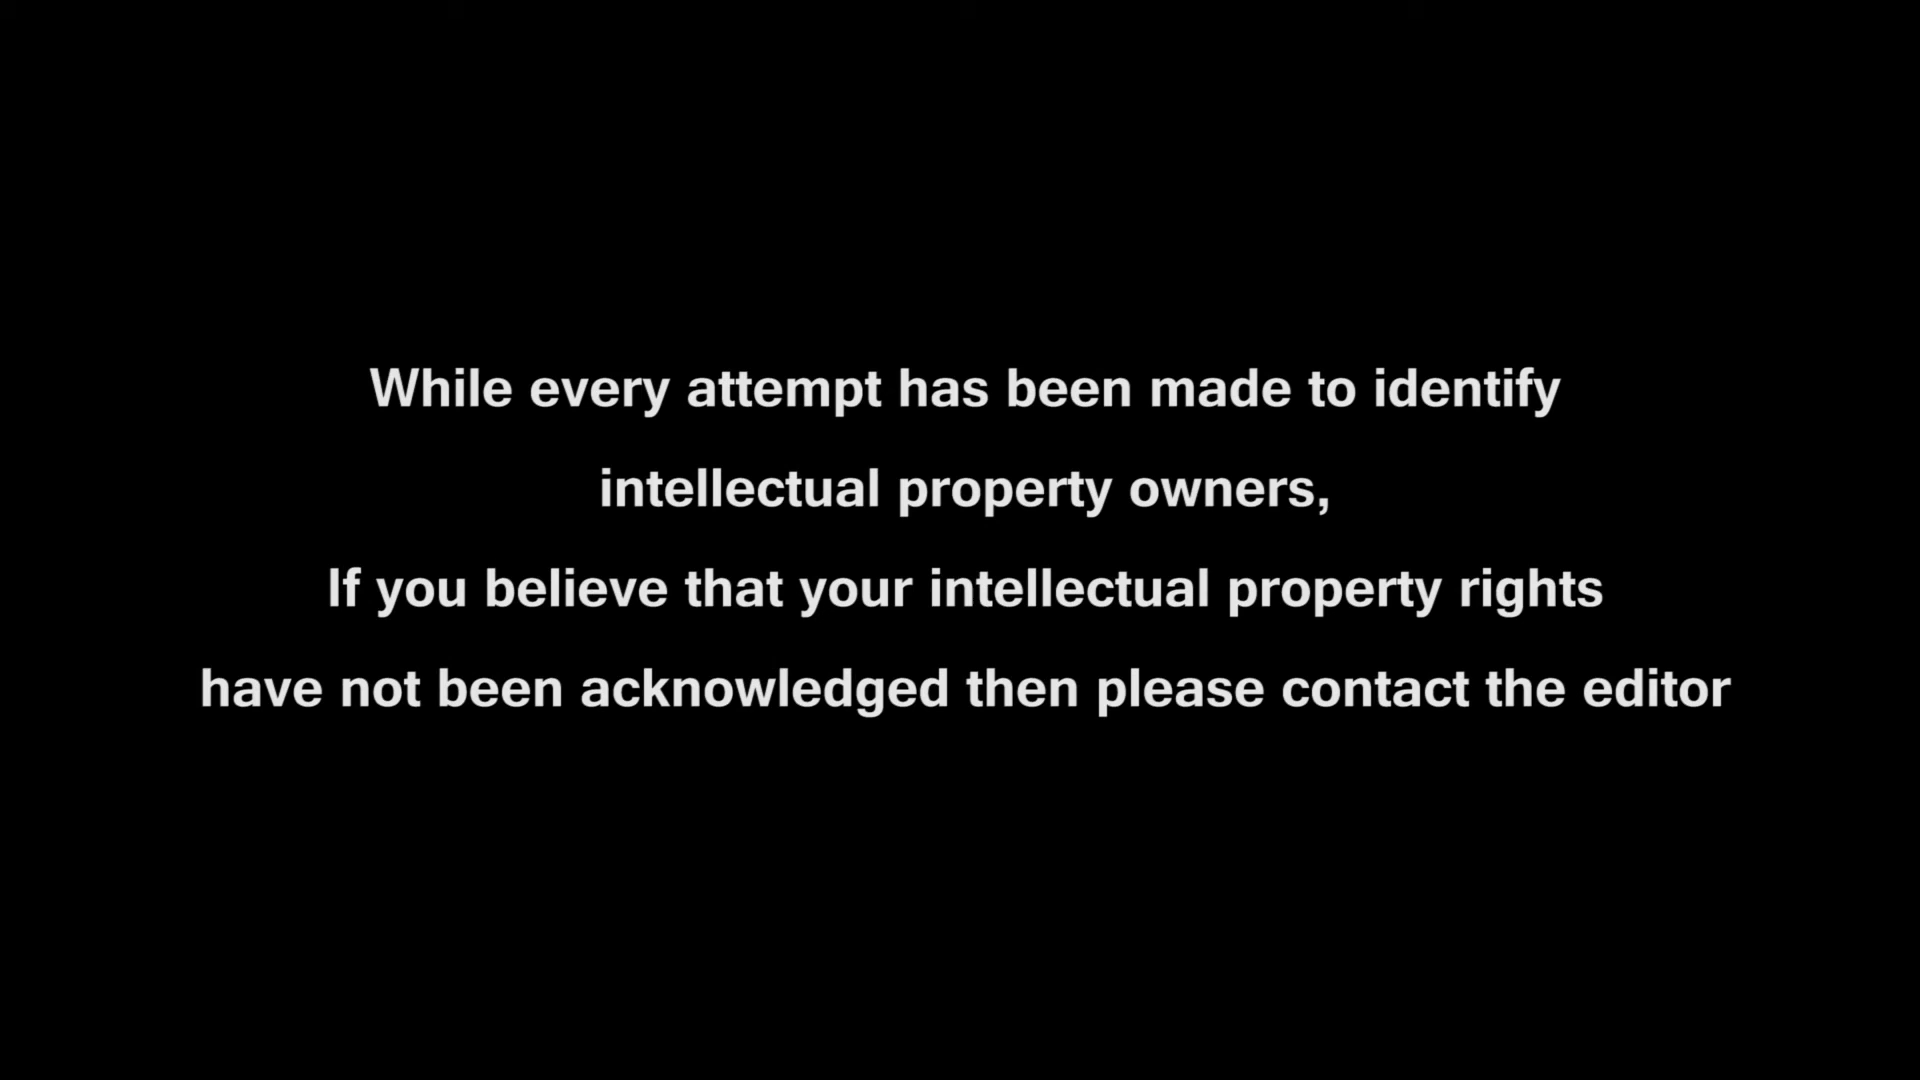 While every attempt has been made to identify
intellectual property owners,
If you believe that your intellectual property rights
have not been acknowledged then please contact the editor